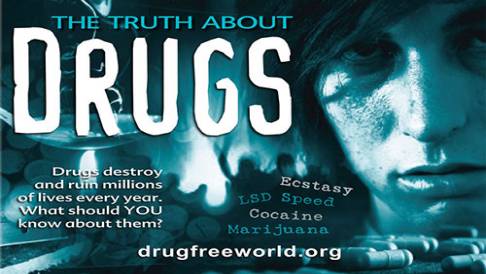 THE TRUTH ABOUT
DRUGS
Drugs destroy
and ruin millions
of lives every year.
What should YOU
know about them?
Ecstasy
LSD Speed
Cocaine
Marijuana
drugfreeworld.org